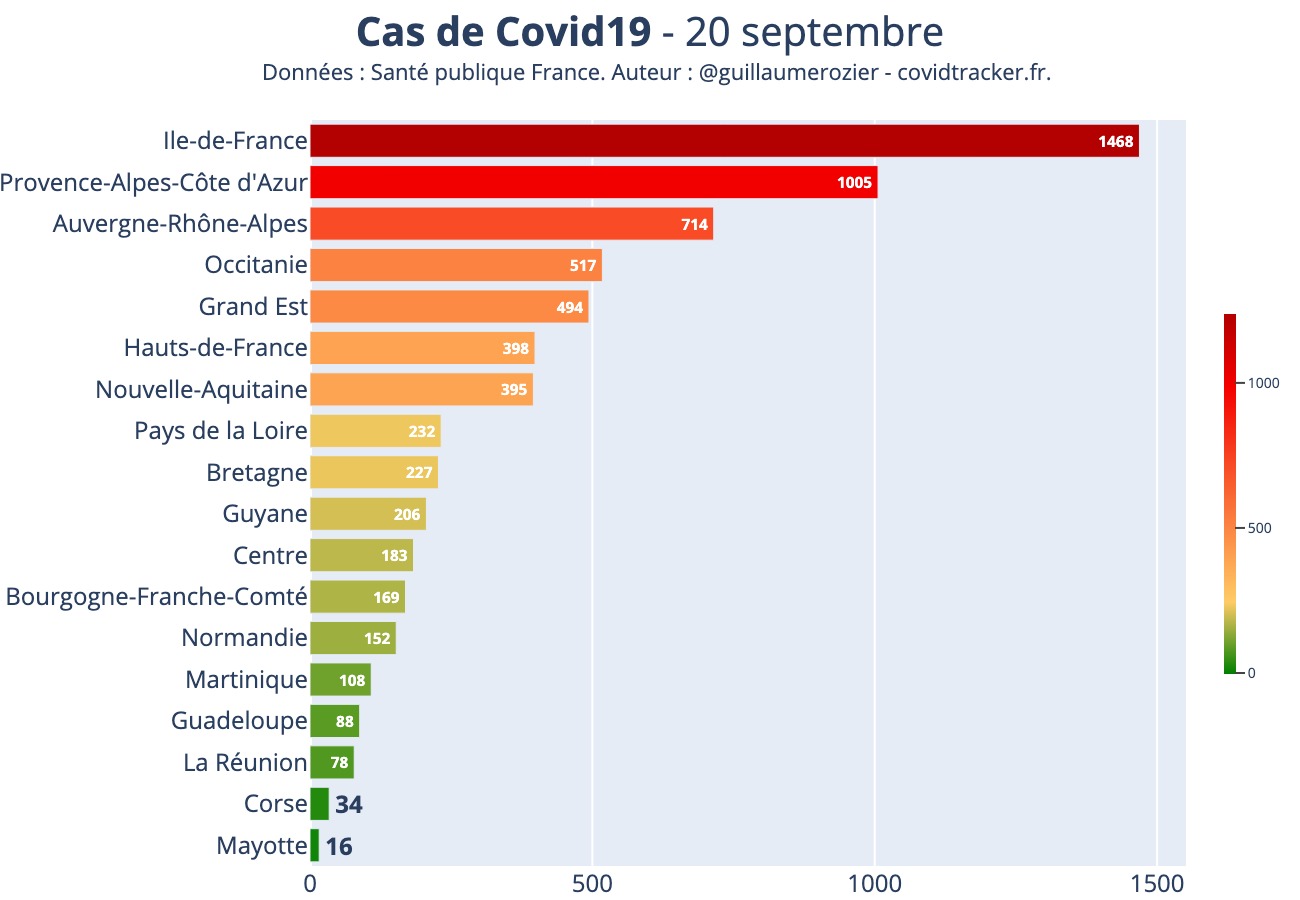 Cas de Covid19 - 20 septembre
Données : Santé publique France. Auteur : @guillaumerozier - covidtracker.fr.
Ile-de-France 1468
Provence-Alpes-Côte d'Azur 1005
Auvergne-Rhône-Alpes 714
Occitanie 517
Grand Est 494
Hauts-de-France 398
Nouvelle-Aquitaine 395
Pays de la Loire 232
Bretagne 227
Guyane 206
Centre 183
Bourgogne-Franche-Comté 169
Normandie 152
Martinique 108
Guadeloupe 88
La Réunion 78
Corse 34
Mayotte 16
0 500 1000 1500
1000
500
0